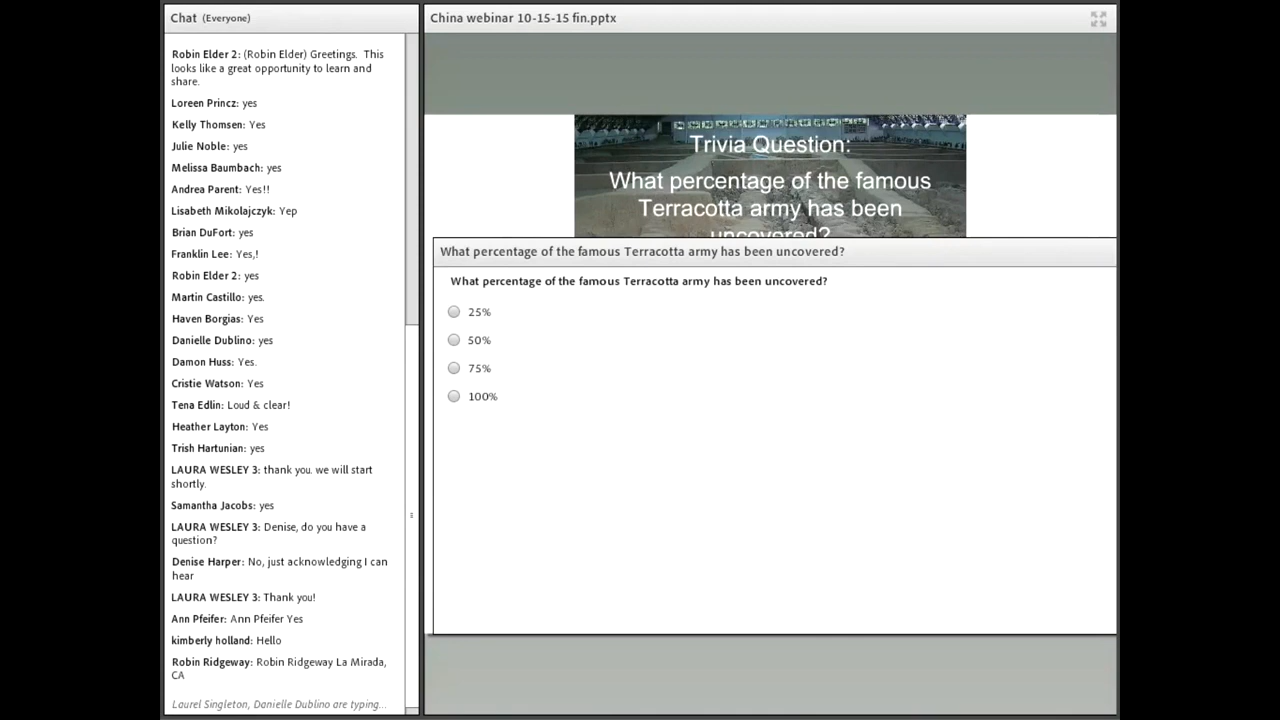 Chat (Everyone)
Robin Elder 2: (Robin Elder) Greetings. This
looks like a great opportunity to learn and
share.
Loreen Princz: yes
Kelly Thomsen: Yes
Julie Noble: yes
Melissa Baumbach: yes
Andrea Parent: Yes!!
Lisabeth Mikolajczyk: Yep
Brian DuFort: yes
Franklin Lee: Yes,!
Robin Elder 2: yes
Martin Castillo: yes.
Haven Borgias: Yes
Danielle Dublino: yes
Damon Huss: Yes.
Cristie Watson: Yes
Tena Edlin: Loud & clear!
Heather Layton: Yes
Trish Hartunian: yes
LAURA WESLEY 3: thank you. we will start
shortly.
Samantha Jacobs: yes
LAURA WESLEY 3: Denise, do you have a
question?
Denise Harper: No, just acknowledging I can
hear
LAURA WESLEY 3: Thank you!
Ann Pfeifer: Ann Pfeifer Yes
kimberly holland: Hello
Robin Ridgeway: Robin Ridgeway La Mirada,
CA
Laurel Singleton, Danielle Dublino are typing...
China webinar 10-15-15 fin.pptx
Trivia Question:
What percentage of the famous
Terracotta army has been
uncovered?
What percentage of the famous Terracotta army has been uncovered?
What percentage of the famous Terracotta army has been uncovered?
25%
50%
75%
100%